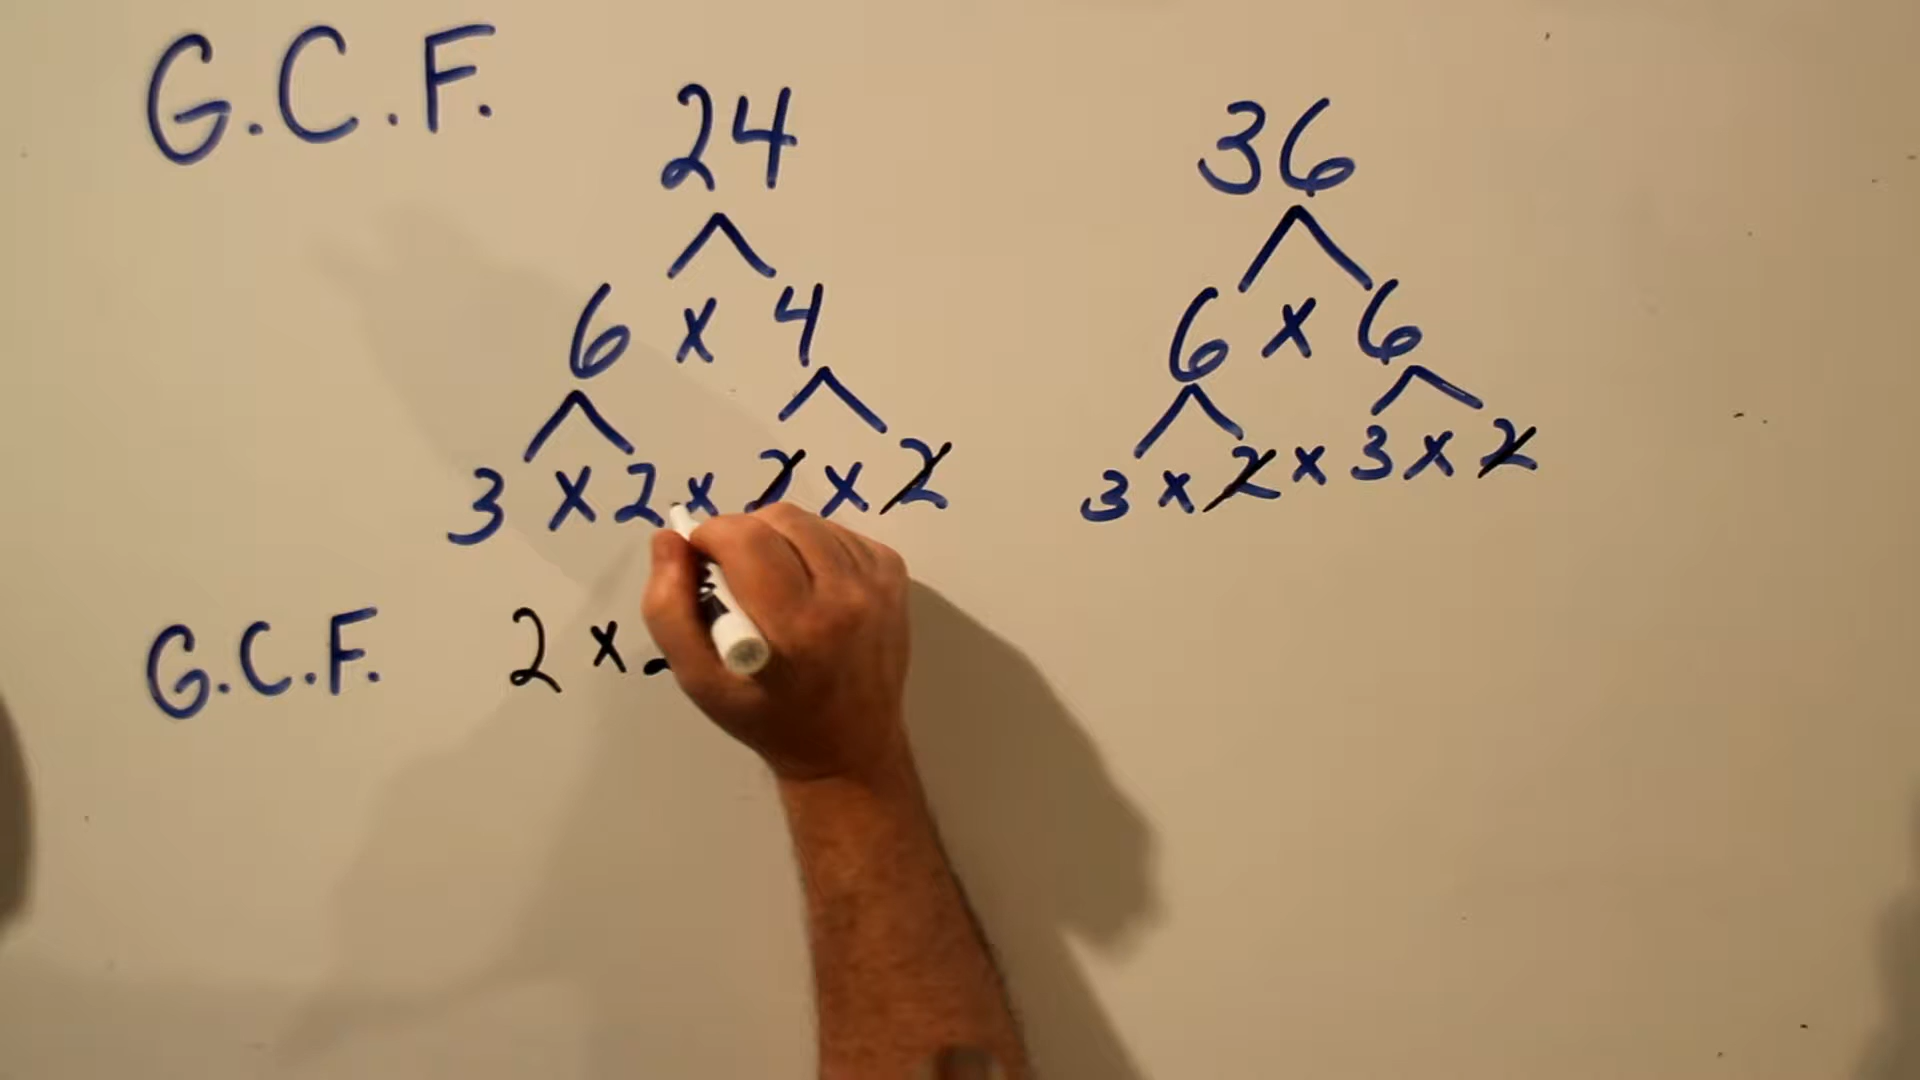 G.C.F.
24 36
6 x 4 6 x 6
3 x 2 x 2 x 2 3 x 2 x 3 x 2
G.C.F. 2 x